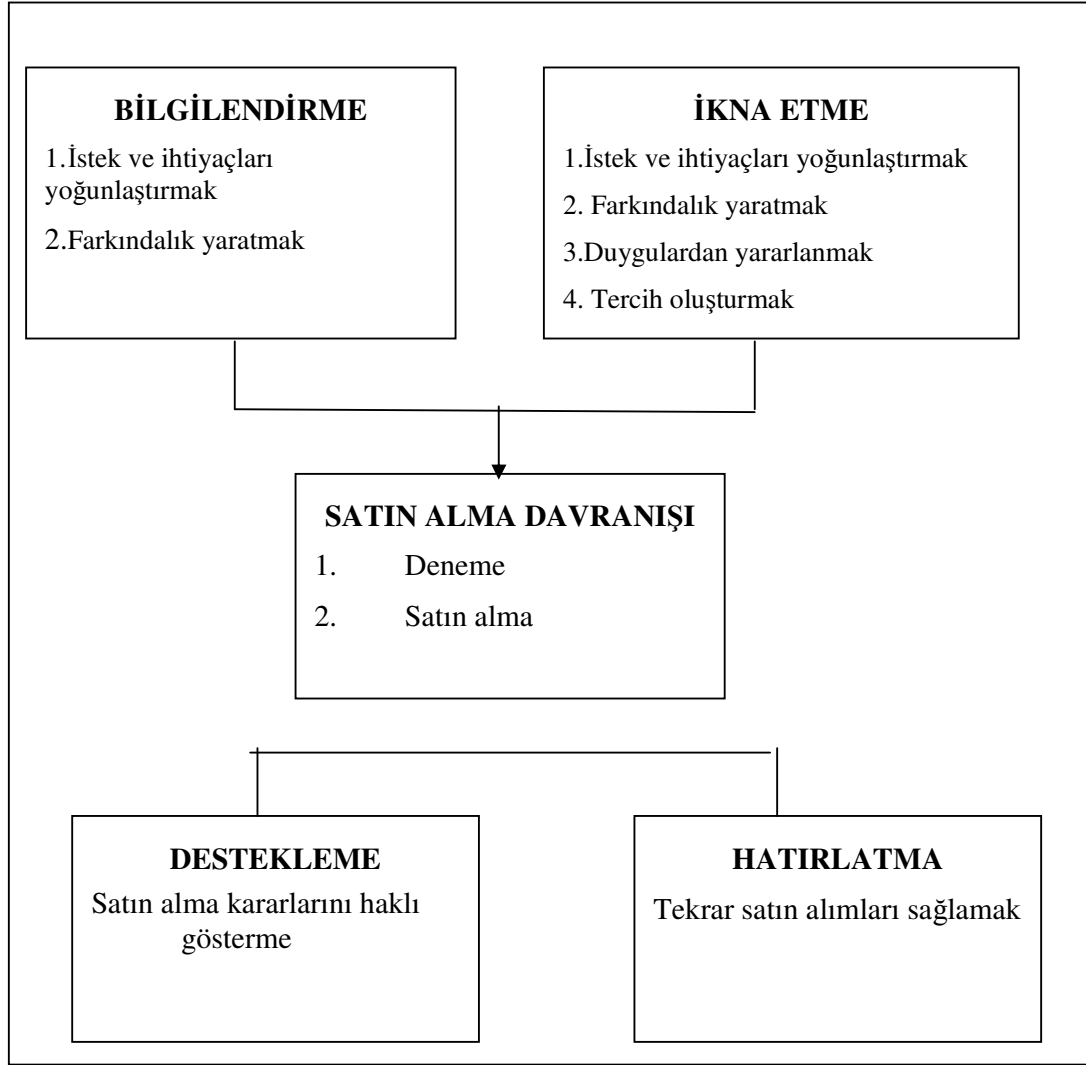 BİLGİLENDİRME
1.İstek ve ihtiyaçları
yoğunlaştırmak
2.Farkındalık yaratmak
İKNA ETME
1.İstek ve ihtiyaçları yoğunlaştırmak
2. Farkındalık yaratmak
3.Duygulardan yararlanmak
4. Tercih oluşturmak
SATIN ALMA DAVRANIŞI
1. Deneme
2. Satın alma
DESTEKLEME
Satın alma kararlarını haklı
gösterme
HATIRLATMA
Tekrar satın alımları sağlamak